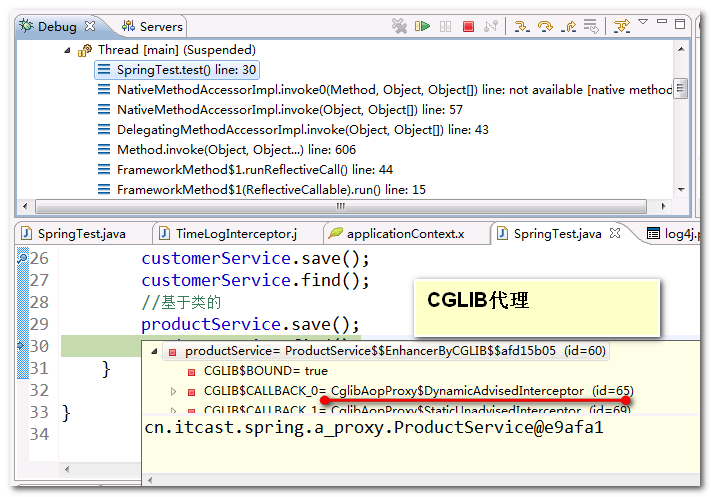 Debug Servers
Thread [main] (Suspended)
SpringTest.test() line: 30
NativeMethodAccessorImpl.invoke0(Method, Object, Object[]) line: not available [native method
NativeMethodAccessorImpl.invoke(Object, Object[]) line: 57
DelegatingMethodAccessorImpl.invoke(Object, Object[]) line: 43
Method.invoke(Object, Object...) line: 606
FrameworkMethod$1.runReflectiveCall() line: 44
FrameworkMethod$1(ReflectiveCallable).run() line: 15
SpringTest.java TimeLogInterceptor.j applicationContext.x SpringTest.java log4j.p
26 customerService.save();
27 customerService.find();
28 //基于类的
CGLIB代理
29 productService.save();
30
productService= ProductService$$EnhancerByCGLIB$$afd15b05 (id=60)
31 }
CGLIB$BOUND= true
32
CGLIB$CALLBACK_0= CglibAopProxy$DynamicAdvisedInterceptor (id=65)
33 }
CGLIB$CALLBACK_1= CglibAopProxy$StaticUnadvisedInterceptor (id=69)
34
cn.itcast.spring.a_proxy.ProductService@e9afa1